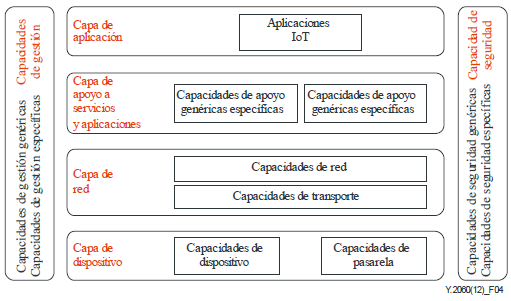 Capacidades
de gestión
Capacidades de gestión genéricas
Capacidades de gestión específicas
Capa de
aplicación
Aplicaciones
IoT
Capa de
apoyo a
servicios
y aplicaciones
Capacidades de apoyo
genéricas específicas
Capacidades de apoyo
genéricas específicas
Capa de
red
Capacidades de red
Capacidades de transporte
Capa de
dispositivo
Capacidades de
dispositivo
Capacidades de
pasarela
Capacidad de
seguridad
Capacidades de seguridad genéricas
Capacidades de seguridad específicas
Y.2060(12)_F04